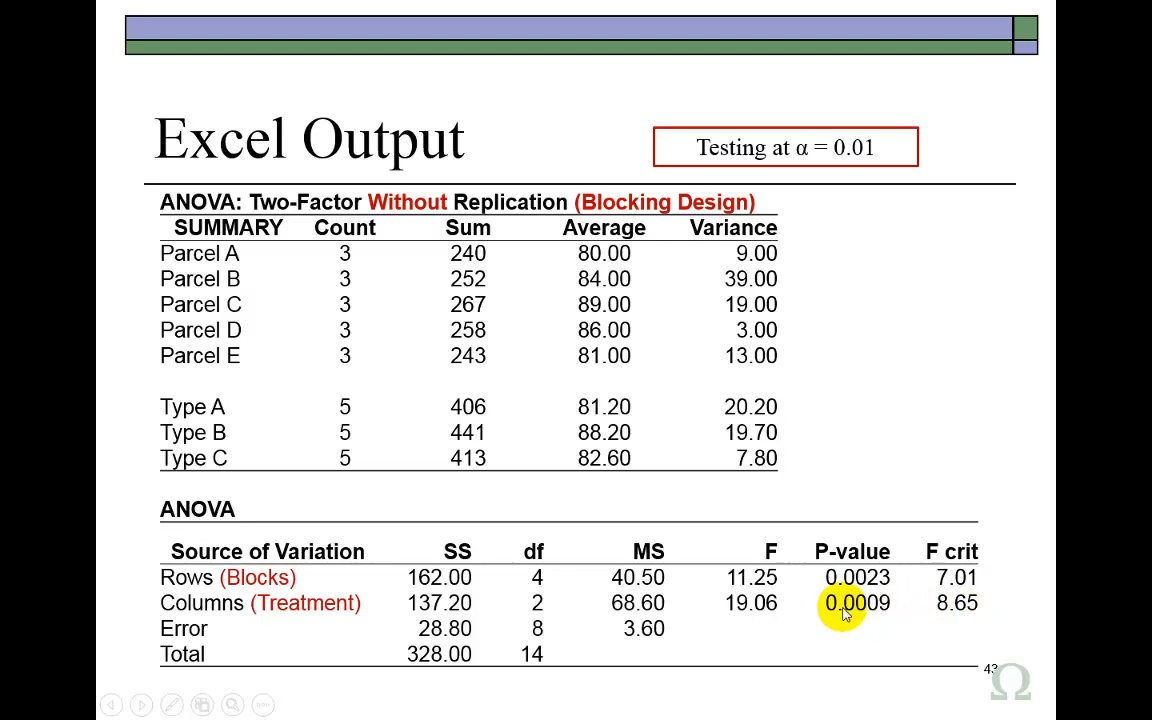 Excel Output
Testing at α = 0.01
ANOVA: Two-Factor Without Replication (Blocking Design)
SUMMARY Count Sum Average Variance
Parcel A 3 240 80.00 9.00
Parcel B 3 252 84.00 39.00
Parcel C 3 267 89.00 19.00
Parcel D 3 258 86.00 3.00
Parcel E 3 243 81.00 13.00
Type A 5 406 81.20 20.20
Type B 5 441 88.20 19.70
Type C 5 413 82.60 7.80
ANOVA
Source of Variation SS df MS F P-value F crit
Rows (Blocks) 162.00 4 40.50 11.25 0.0023 7.01
Columns (Treatment) 137.20 2 68.60 19.06 0.0009 8.65
Error 28.80 8 3.60
Total 328.00 14
43
Ω